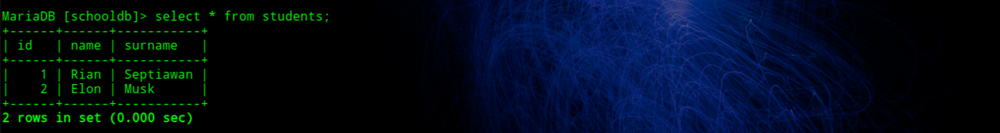 MariaDB [schooldb]> select * from students;
+------+------+-----------+
| id   | name | surname   |
+------+------+-----------+
|    1 | Rian | Septiawan |
|    2 | Elon | Musk      |
+------+------+-----------+
2 rows in set (0.000 sec)